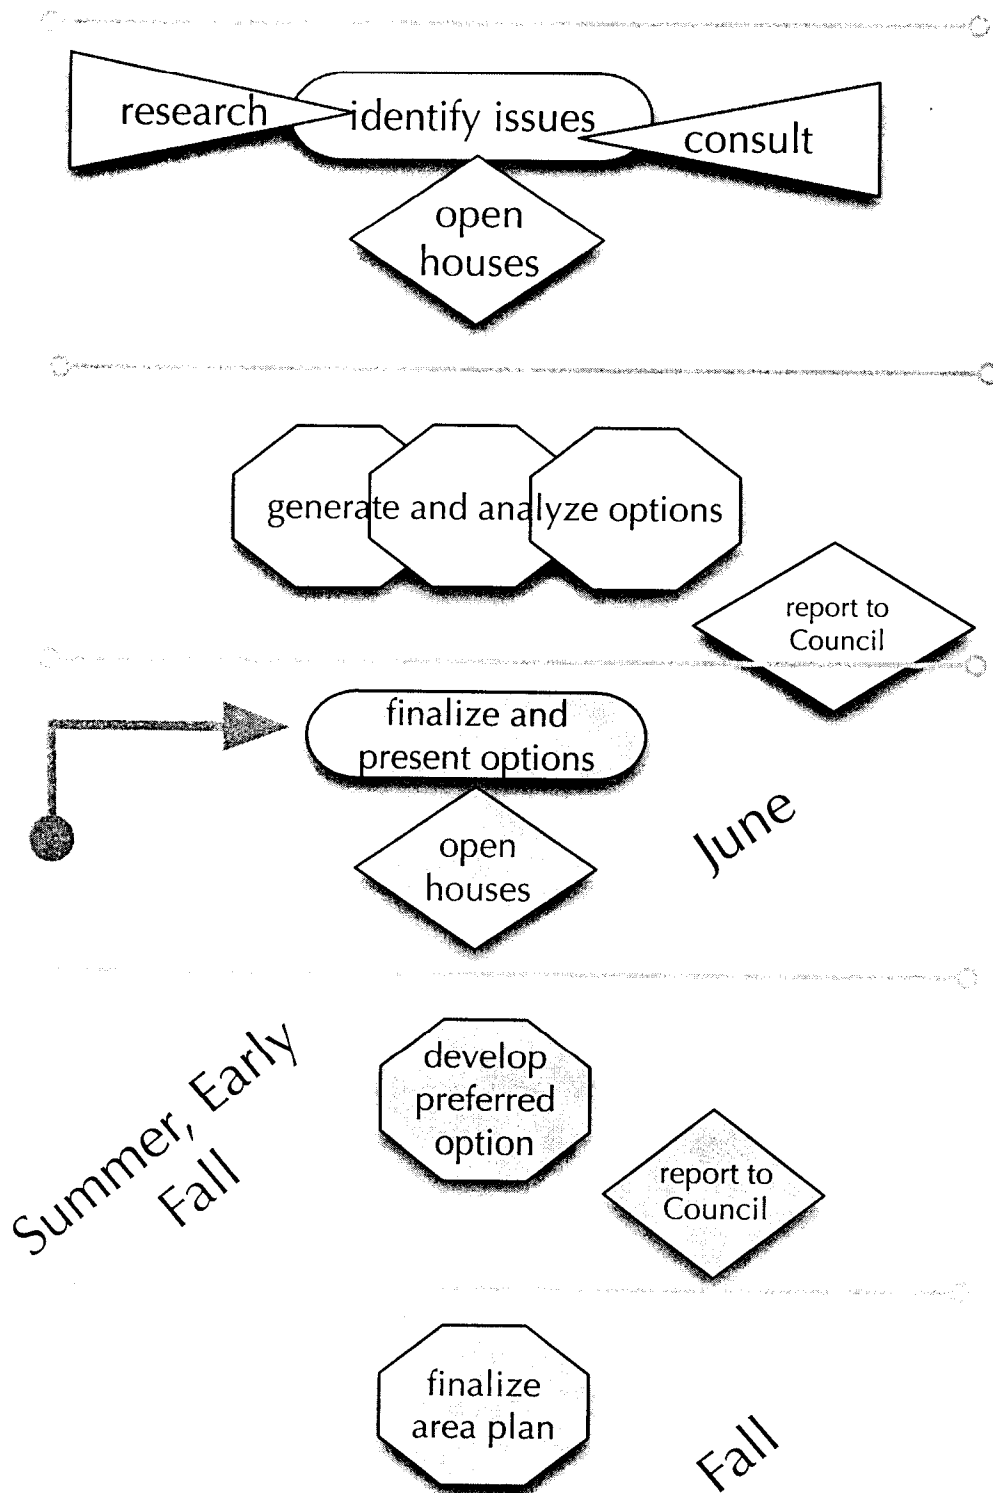 research
identify issues
consult
open
houses
generate and analyze options
report to
Council
finalize and
present options
open
houses
June
develop
preferred
option
Summer, Early
Fall
report to
Council
finalize
area plan
Fall